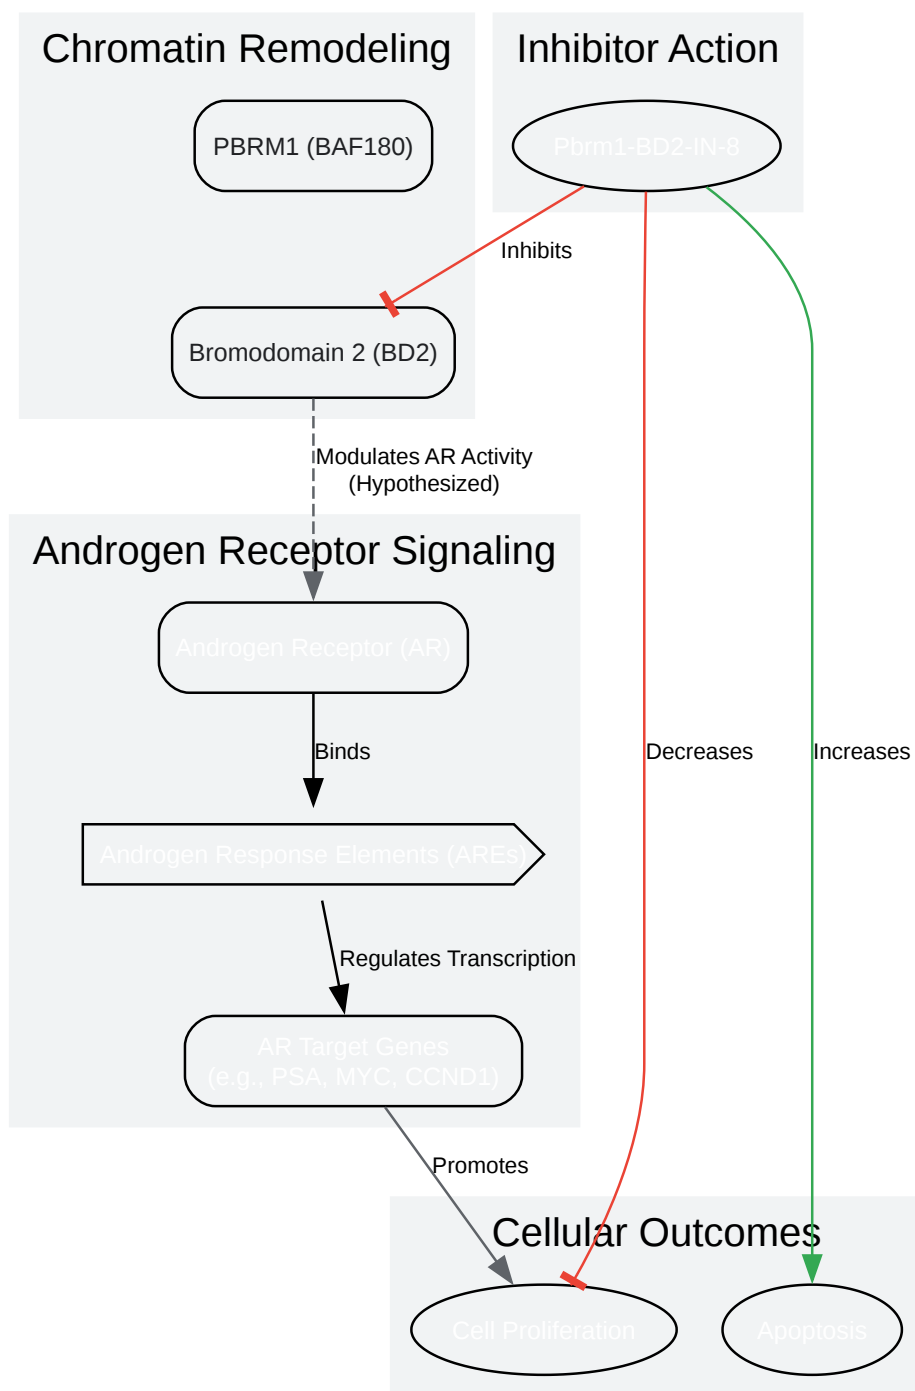 Chromatin Remodeling
Inhibitor Action
PBRM1 (BAF180)
Pbrm1-BD2-IN-8
Inhibits
Bromodomain 2 (BD2)
Modulates AR Activity
(Hypothesized)
Androgen Receptor Signaling
Androgen Receptor (AR)
Binds
Decreases
Increases
Androgen Response Elements (AREs)
Regulates Transcription
AR Target Genes
(e.g., PSA, MYC, CCND1)
Promotes
Cellular Outcomes
Cell Proliferation
Apoptosis